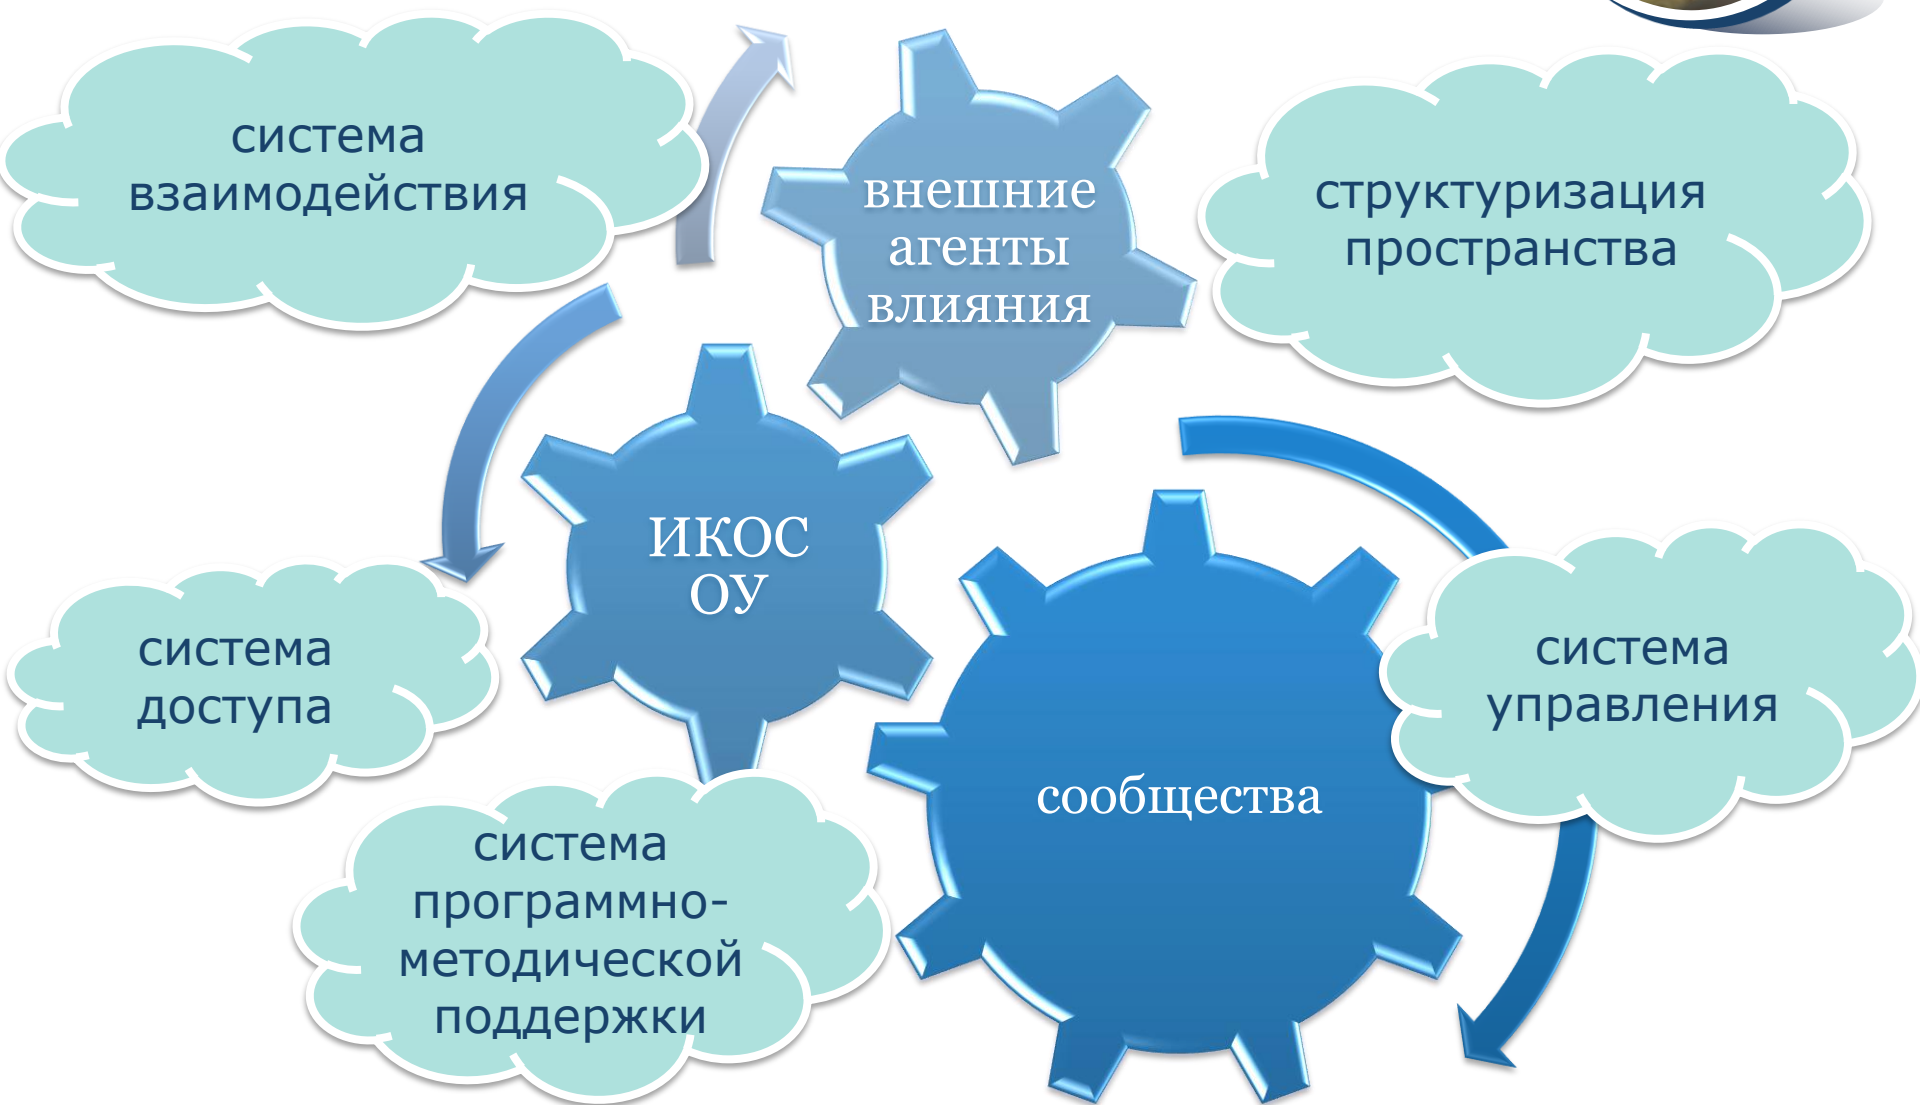 система
взаимодействия
внешние
агенты
влияния
структуризация
пространства
ИКОС
ОУ
система
доступа
система
управления
сообщества
система
программно-
методической
поддержки